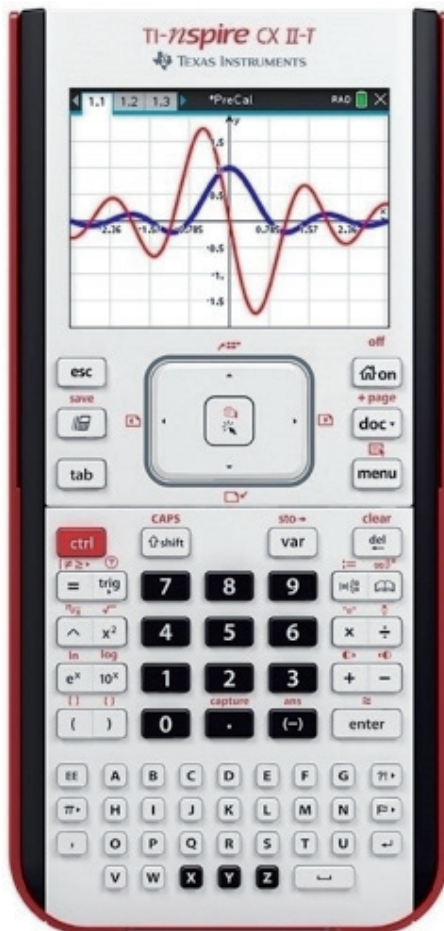 TI-nspire CX II-T
TEXAS INSTRUMENTS
1.1 1.2 1.3 *PreCal RAD
y
1.5
0.5
x
-2.36 -1.57 -0.785 0.785 1.57 2.36
-0.5
-1.
-1.5
off
esc on
save +page
doc
tab menu
CAPS sto→ clear
ctrl ⇧shift var del
= trig 7 8 9
^ x² 4 5 6 × ÷
ln log
eˣ 10ˣ 1 2 3 + −
{ } ( ) capture ans ≈
( ) 0 . (−) enter
EE A B C D E F G ?!▸
π▸ H I J K L M N
, O P Q R S T U ↵
V W X Y Z